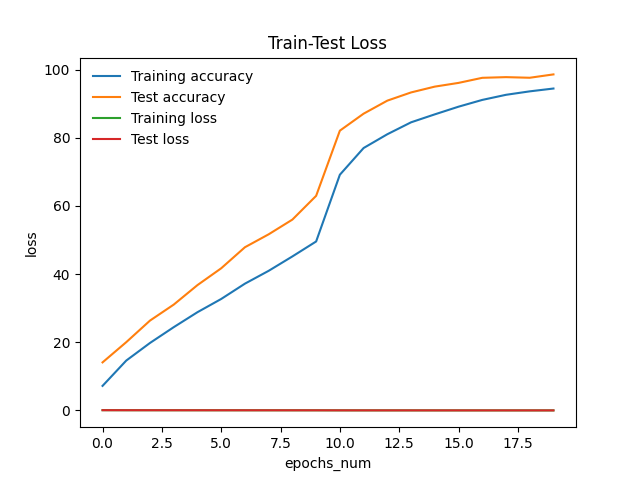 Train-Test Loss
100
80
60
40
20
0
loss
Training accuracy
Test accuracy
Training loss
Test loss
0.0 2.5 5.0 7.5 10.0 12.5 15.0 17.5
epochs_num